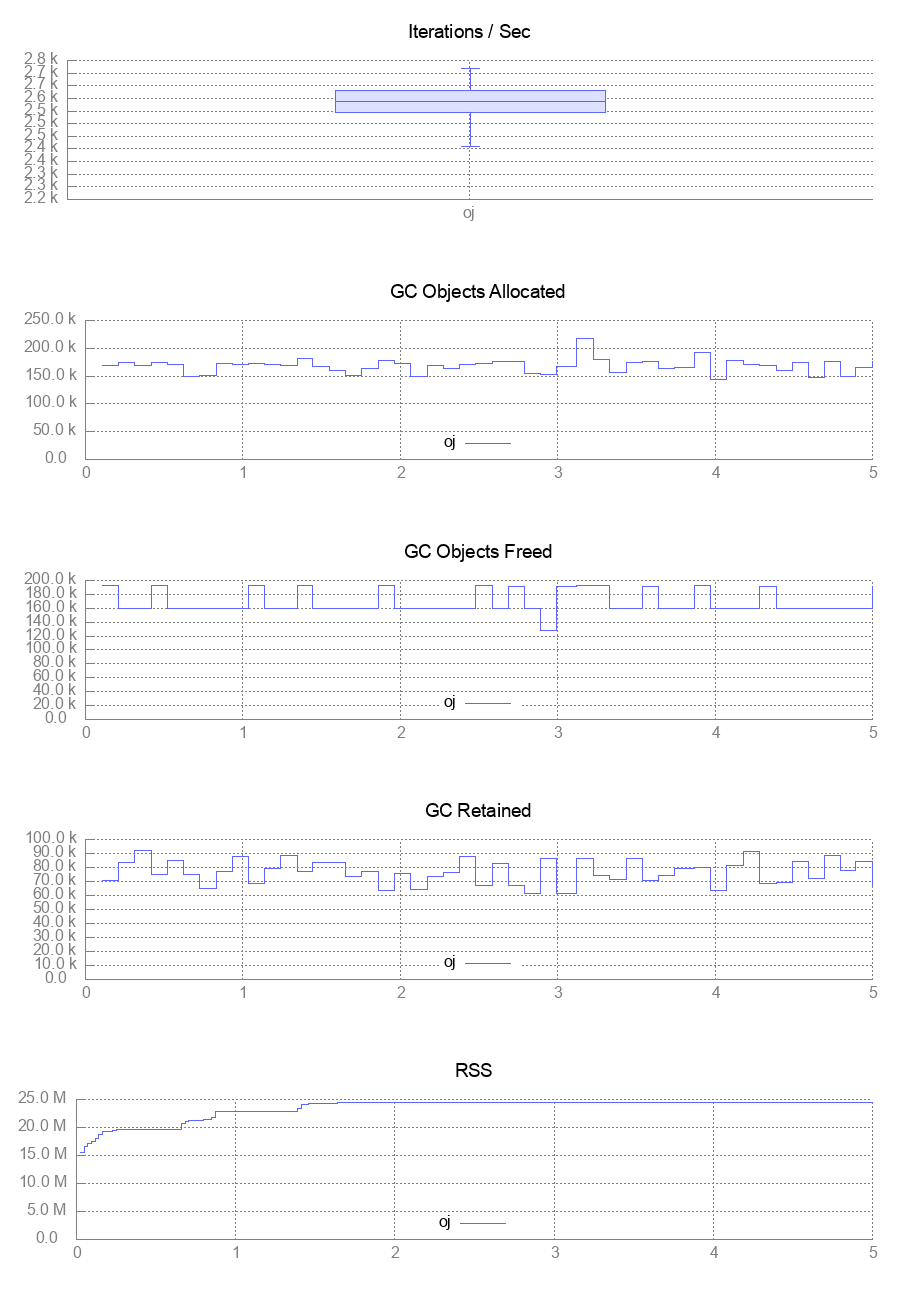 Iterations / Sec
2.8 k
2.7 k
2.7 k
2.6 k
2.5 k
2.5 k
2.5 k
2.4 k
2.4 k
2.3 k
2.3 k
2.2 k
oj
GC Objects Allocated
250.0 k
200.0 k
150.0 k
100.0 k
50.0 k
0.0
oj
0 1 2 3 4 5
GC Objects Freed
200.0 k
180.0 k
160.0 k
140.0 k
120.0 k
100.0 k
80.0 k
60.0 k
40.0 k
20.0 k
0.0
oj
0 1 2 3 4 5
GC Retained
100.0 k
90.0 k
80.0 k
70.0 k
60.0 k
50.0 k
40.0 k
30.0 k
20.0 k
10.0 k
0.0
oj
0 1 2 3 4 5
RSS
25.0 M
20.0 M
15.0 M
10.0 M
5.0 M
0.0
oj
0 1 2 3 4 5